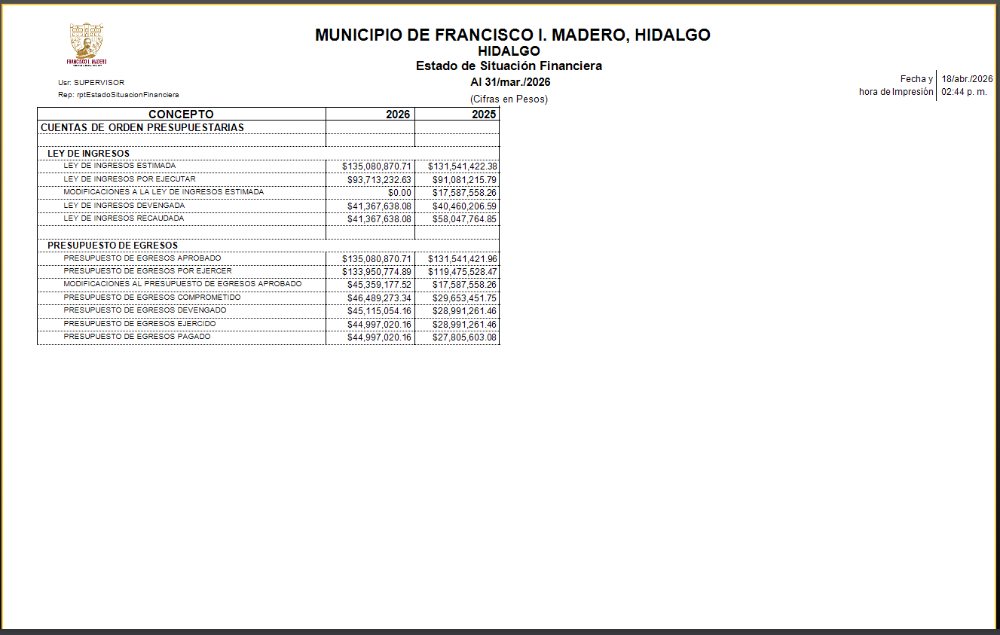 MUNICIPIO DE FRANCISCO I. MADERO, HIDALGO
HIDALGO
Estado de Situación Financiera
Al 31/mar./2026
(Cifras en Pesos)
FRANCISCO I. MADERO
Usr: SUPERVISOR
Rep: rptEstadoSituacionFinanciera
Fecha y 18/abr./2026
hora de Impresión 02:44 p. m.
CONCEPTO 2026 2025
CUENTAS DE ORDEN PRESUPUESTARIAS
LEY DE INGRESOS
LEY DE INGRESOS ESTIMADA $135,080,870.71 $131,541,422.38
LEY DE INGRESOS POR EJECUTAR $93,713,232.63 $91,081,215.79
MODIFICACIONES A LA LEY DE INGRESOS ESTIMADA $0.00 $17,587,558.26
LEY DE INGRESOS DEVENGADA $41,367,638.08 $40,460,206.59
LEY DE INGRESOS RECAUDADA $41,367,638.08 $58,047,764.85
PRESUPUESTO DE EGRESOS
PRESUPUESTO DE EGRESOS APROBADO $135,080,870.71 $131,541,421.96
PRESUPUESTO DE EGRESOS POR EJERCER $133,950,774.89 $119,475,528.47
MODIFICACIONES AL PRESUPUESTO DE EGRESOS APROBADO $45,359,177.52 $17,587,558.26
PRESUPUESTO DE EGRESOS COMPROMETIDO $46,489,273.34 $29,653,451.75
PRESUPUESTO DE EGRESOS DEVENGADO $45,115,054.16 $28,991,261.46
PRESUPUESTO DE EGRESOS EJERCIDO $44,997,020.16 $28,991,261.46
PRESUPUESTO DE EGRESOS PAGADO $44,997,020.16 $27,805,603.08